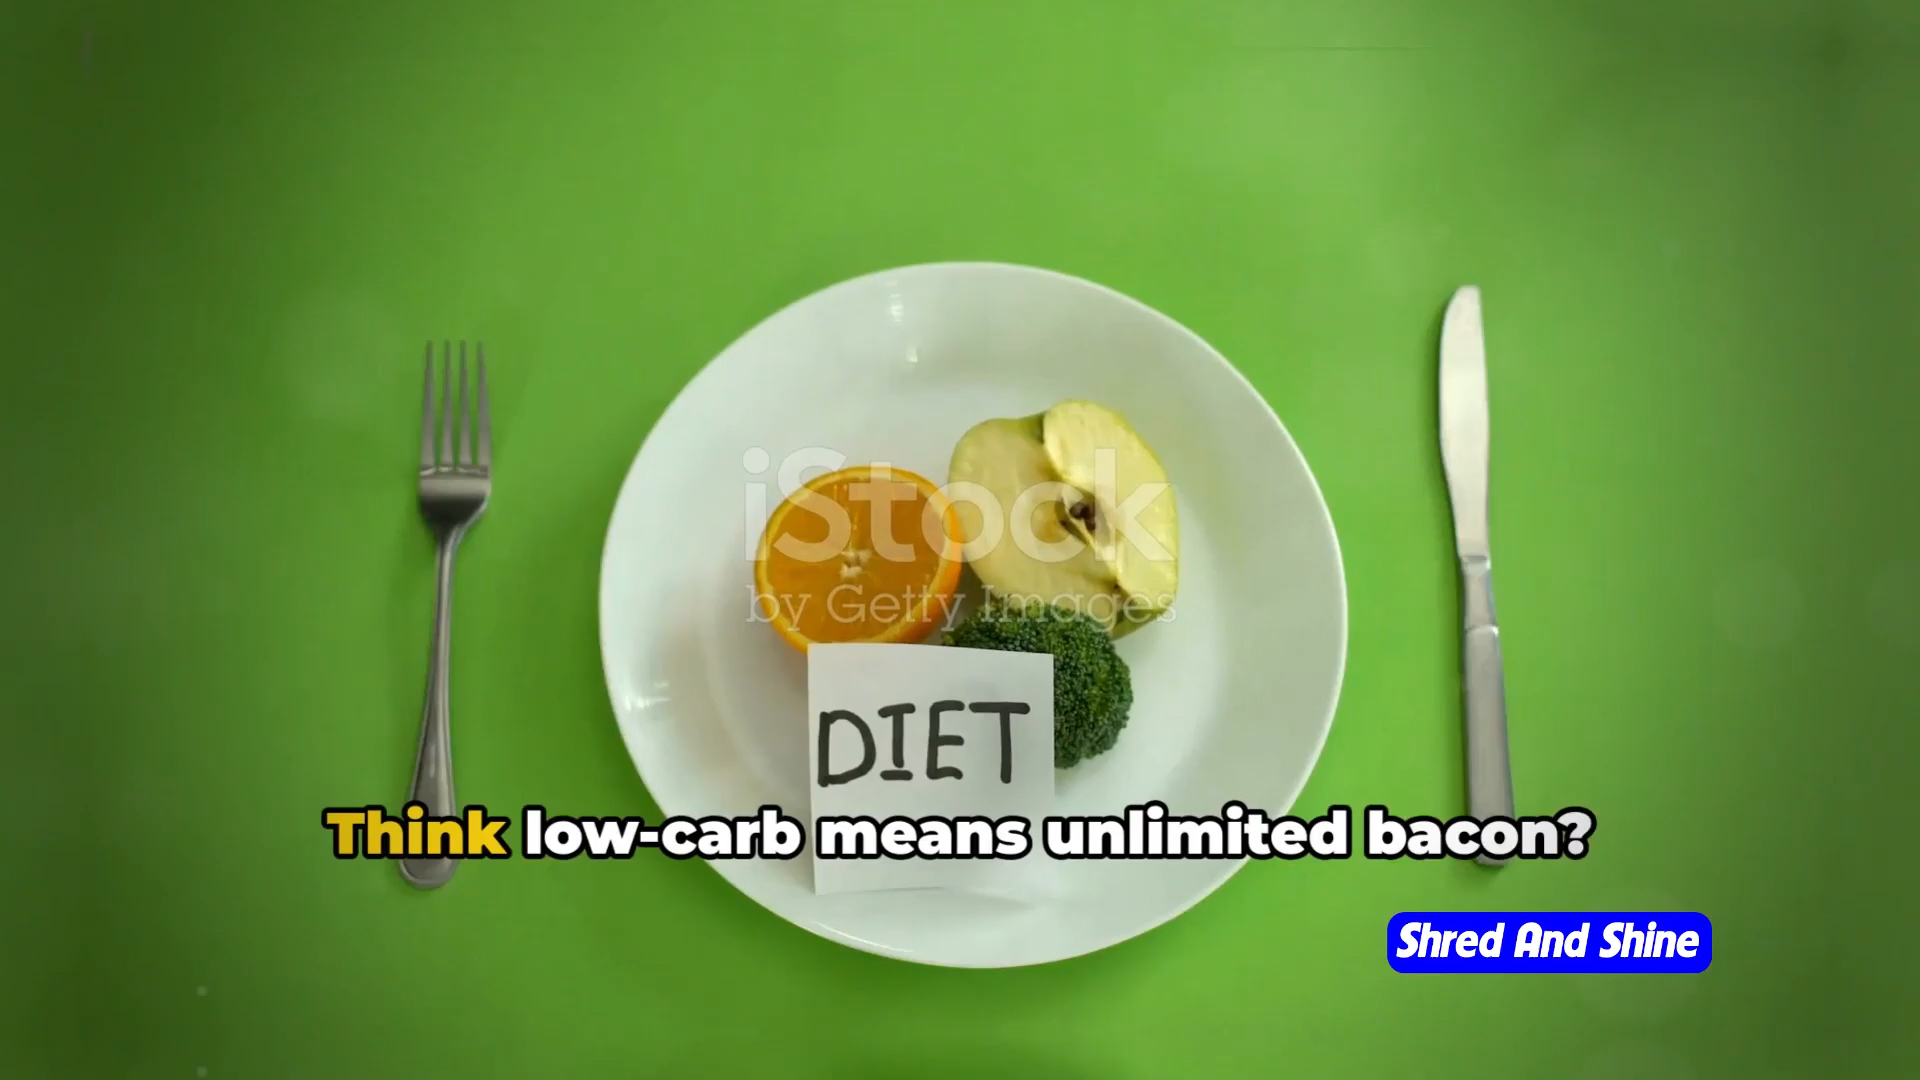 iStock
by Getty Images
DIET
Think low-carb means unlimited bacon?
Shred And Shine